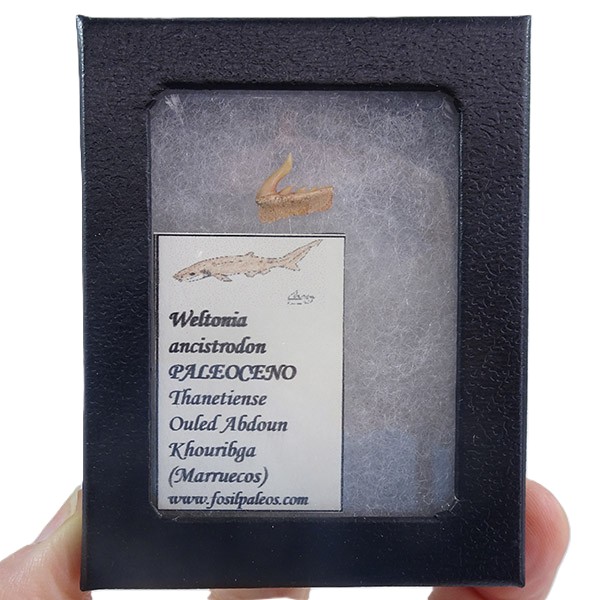 Weltonia
ancistrodon
PALEOCENO
Thanetiense
Ouled Abdoun
Khouribga
(Marruecos)
www.fosilpaleos.com